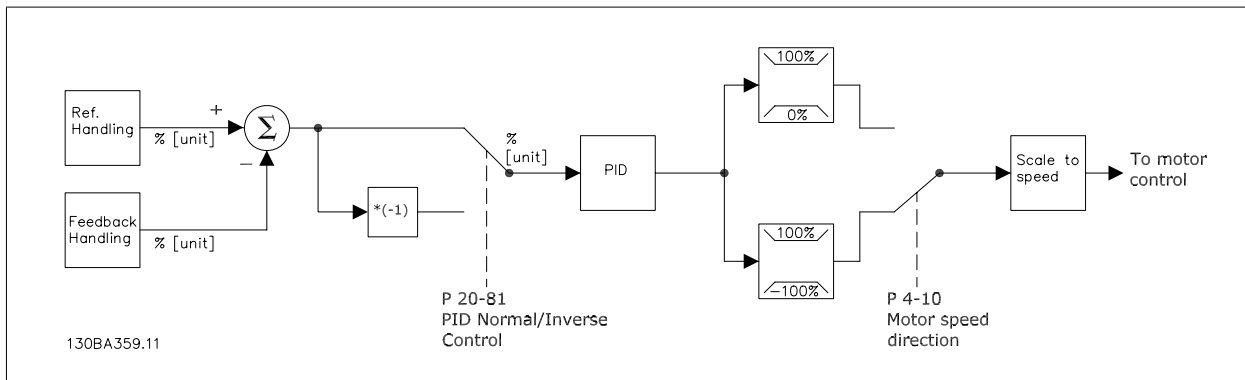 Ref.
Handling
+
% [unit]
Σ
−
Feedback
Handling
% [unit]
*(-1)
%
[unit]
PID
100%
0%
100%
−100%
Scale to
speed
To motor
control
P 20-81
PID Normal/Inverse
Control
P 4-10
Motor speed
direction
130BA359.11